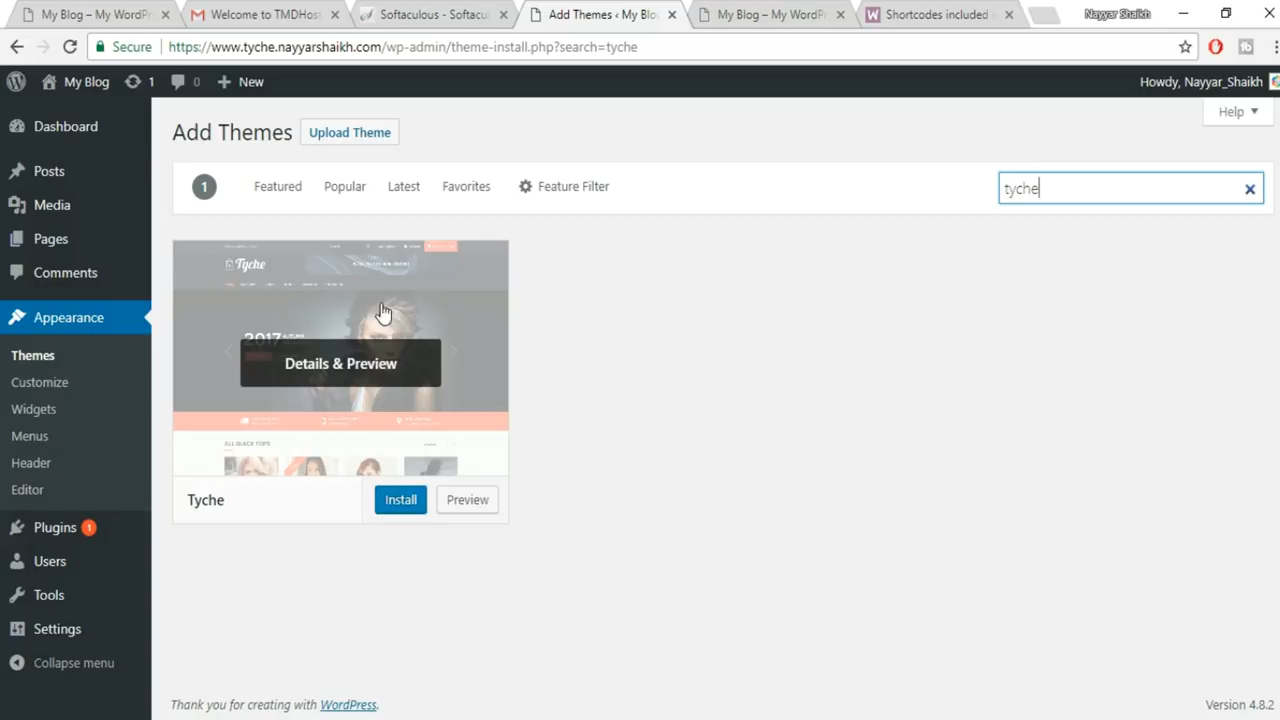 My Blog – My WordPr
Welcome to TMDHost
Softaculous - Softacu
Add Themes ‹ My Blo
My Blog – My WordPr
Shortcodes included
Nayyar Shaikh
Secure
https://www.tyche.nayyarshaikh.com/wp-admin/theme-install.php?search=tyche
My Blog
1
0
New
Howdy, Nayyar_Shaikh
Help
Dashboard
Posts
Media
Pages
Comments
Appearance
Themes
Customize
Widgets
Menus
Header
Editor
Plugins 1
Users
Tools
Settings
Collapse menu
Add Themes
Upload Theme
1
Featured
Popular
Latest
Favorites
Feature Filter
tyche
Tyche
2017
Details & Preview
ALL BLACK TOPS
Tyche
Install
Preview
Thank you for creating with WordPress.
Version 4.8.2